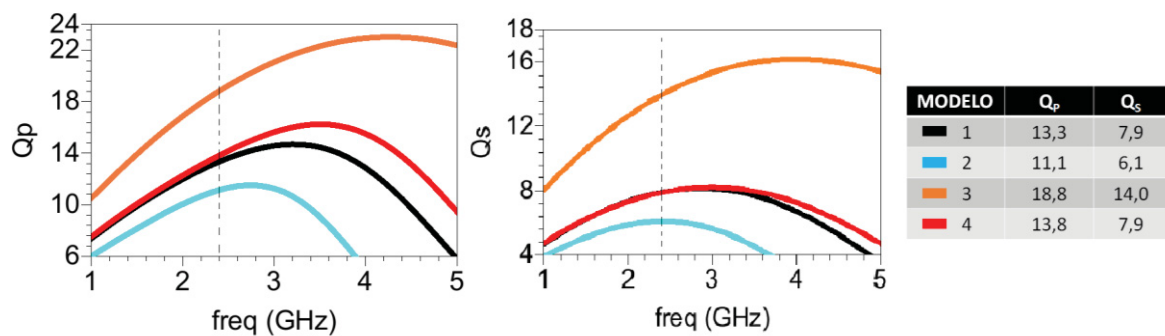 24
22
18
14
10
6
Qp
1
2
3
4
5
freq (GHz)
18
16
12
8
4
Qs
1
2
3
4
5
freq (GHz)
MODELO QP QS
1 13,3 7,9
2 11,1 6,1
3 18,8 14,0
4 13,8 7,9